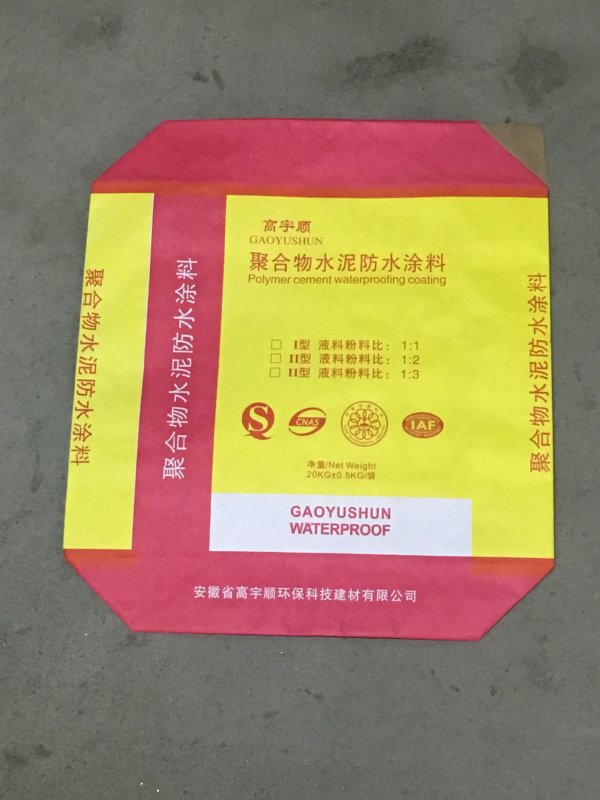 聚合物水泥防水涂料
聚合物水泥防水涂料
高宇顺
GAOYUSHUN
聚合物水泥防水涂料
Polymer cement waterproofing coating
I型 液料粉料比：1:1
II型 液料粉料比：1:2
II型 液料粉料比：1:3
S
CNAS
IAF
净重/Net Weight
20KG±0.5KG/袋
GAOYUSHUN
WATERPROOF
聚合物水泥防水涂料
安徽省高宇顺环保科技建材有限公司